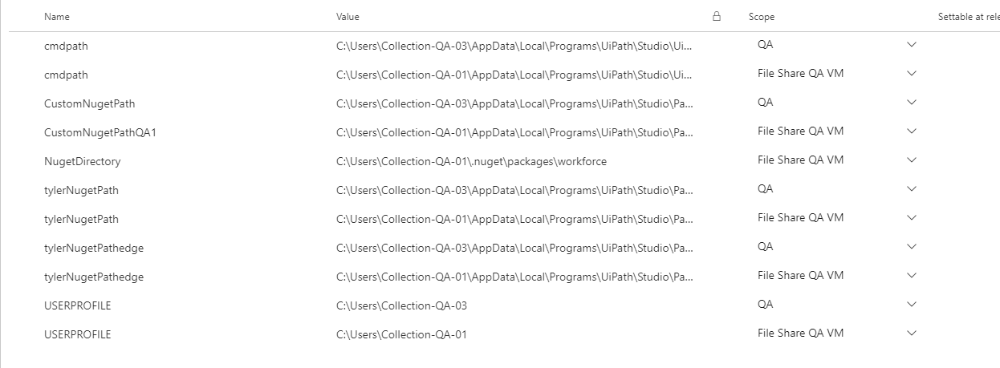 Name Value Scope Settable at rele
cmdpath C:\Users\Collection-QA-03\AppData\Local\Programs\UiPath\Studio\Ui... QA
cmdpath C:\Users\Collection-QA-01\AppData\Local\Programs\UiPath\Studio\Ui... File Share QA VM
CustomNugetPath C:\Users\Collection-QA-03\AppData\Local\Programs\UiPath\Studio\Pa... QA
CustomNugetPathQA1 C:\Users\Collection-QA-01\AppData\Local\Programs\UiPath\Studio\Pa... File Share QA VM
NugetDirectory C:\Users\Collection-QA-01\.nuget\packages\workforce File Share QA VM
tylerNugetPath C:\Users\Collection-QA-03\AppData\Local\Programs\UiPath\Studio\Pa... QA
tylerNugetPath C:\Users\Collection-QA-01\AppData\Local\Programs\UiPath\Studio\Pa... File Share QA VM
tylerNugetPathedge C:\Users\Collection-QA-03\AppData\Local\Programs\UiPath\Studio\Pa... QA
tylerNugetPathedge C:\Users\Collection-QA-01\AppData\Local\Programs\UiPath\Studio\Pa... File Share QA VM
USERPROFILE C:\Users\Collection-QA-03 QA
USERPROFILE C:\Users\Collection-QA-01 File Share QA VM